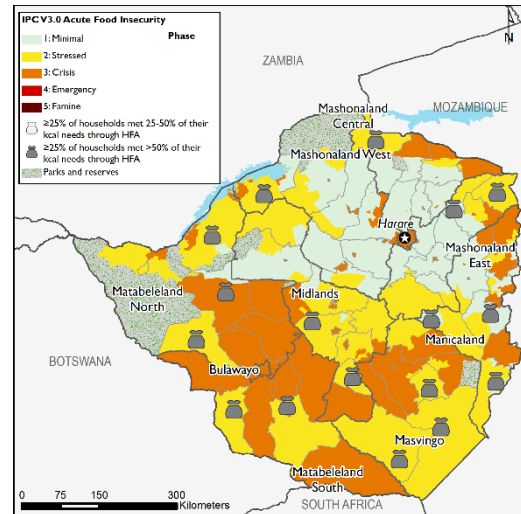 IPC V3.0 Acute Food Insecurity
Phase
1: Minimal
2: Stressed
3: Crisis
4: Emergency
5: Famine
≥25% of households met 25-50% of their
kcal needs through HFA
≥25% of households met >50% of their
kcal needs through HFA
Parks and reserves
N
ZAMBIA
MOZAMBIQUE
Mashonaland
Central
Mashonaland West
Harare
Mashonaland
East
Matabeleland
North
Midlands
Manicaland
BOTSWANA
Bulawayo
Masvingo
Matabeleland
South
SOUTH AFRICA
0 75 150 300
Kilometers